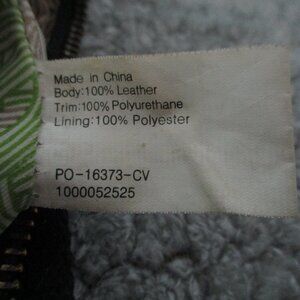 Made in China
Body:100% Leather
Trim:100% Polyurethane
Lining:100% Polyester
PO-16373-CV
1000052525